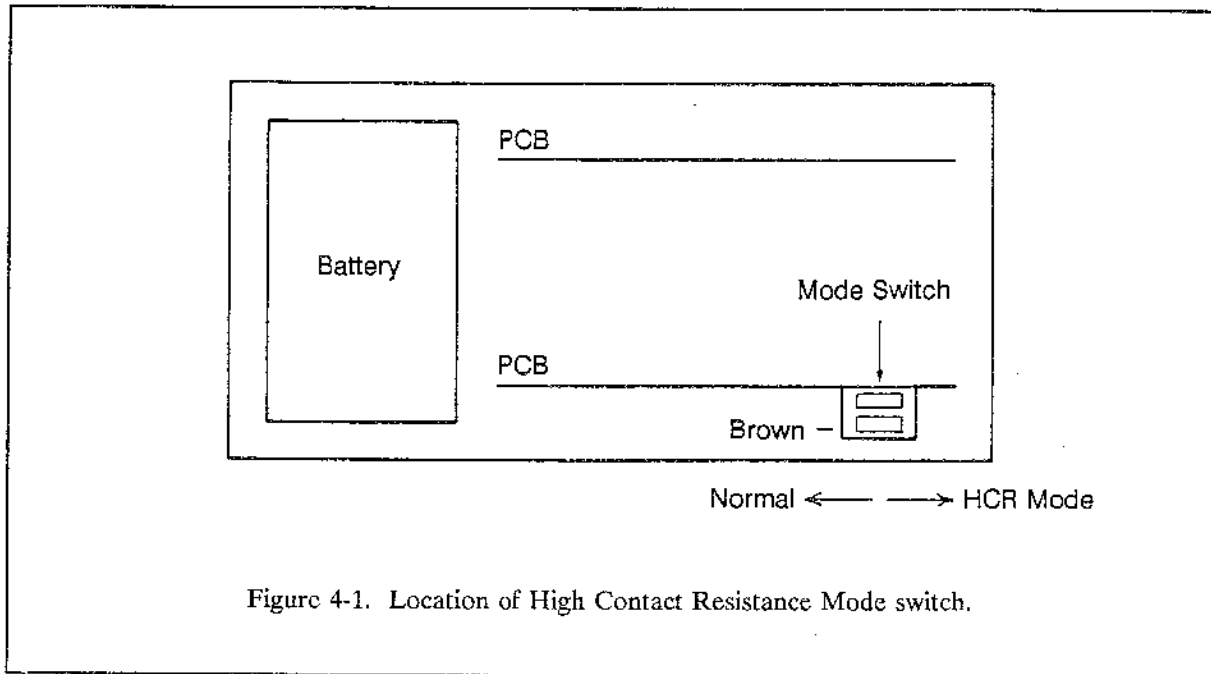 PCB
Battery
Mode Switch
PCB
Brown
Normal HCR Mode
Figure 4-1. Location of High Contact Resistance Mode switch.